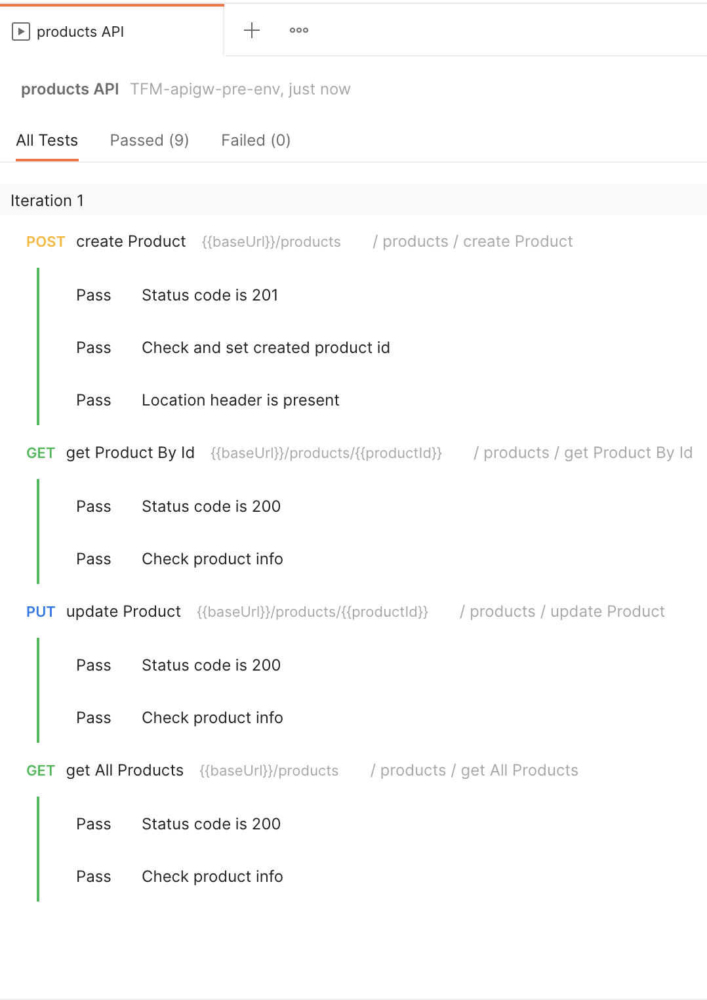 products API
products API TFM-apigw-pre-env, just now
All Tests Passed (9) Failed (0)
Iteration 1
POST create Product {{baseUrl}}/products / products / create Product
Pass Status code is 201
Pass Check and set created product id
Pass Location header is present
GET get Product By Id {{baseUrl}}/products/{{productId}} / products / get Product By Id
Pass Status code is 200
Pass Check product info
PUT update Product {{baseUrl}}/products/{{productId}} / products / update Product
Pass Status code is 200
Pass Check product info
GET get All Products {{baseUrl}}/products / products / get All Products
Pass Status code is 200
Pass Check product info